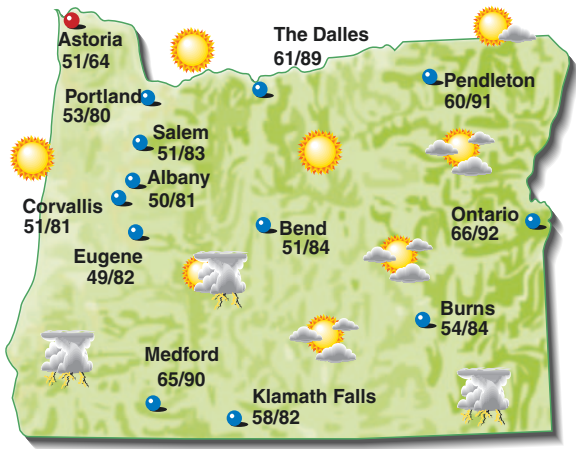 Astoria
51/64
The Dalles
61/89
Pendleton
60/91
Portland
53/80
Salem
51/83
Albany
50/81
Corvallis
51/81
Eugene
49/82
Bend
51/84
Ontario
66/92
Burns
54/84
Medford
65/90
Klamath Falls
58/82